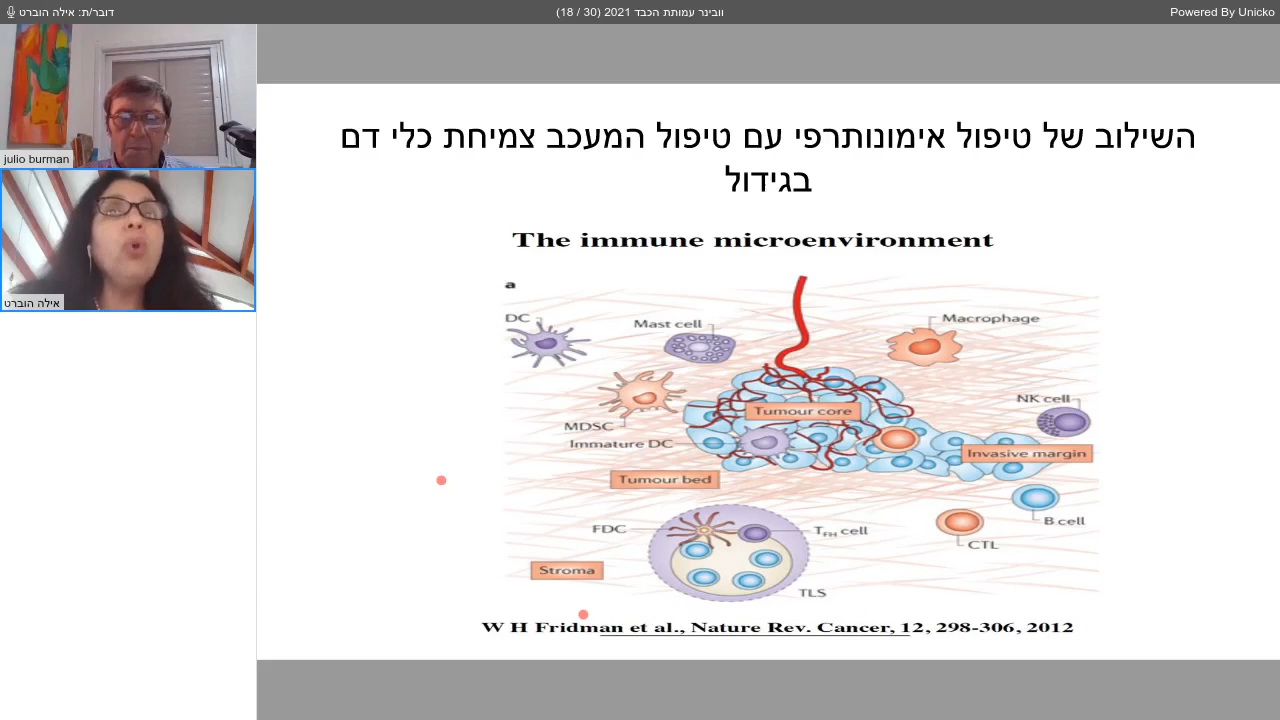 דובר/ת: אילה הוברט
וובינר עמותת הכבד 2021 (30 / 18)
Powered By Unicko
julio burman
אילה הוברט
השילוב של טיפול אימונותרפי עם טיפול המעכב צמיחת כלי דם
בגידול
The immune microenvironment
a
DC
Mast cell
Macrophage
NK cell
Tumour core
MDSC
Immature DC
Invasive margin
Tumour bed
B cell
FDC
TFH cell
CTL
Stroma
TLS
W H Fridman et al., Nature Rev. Cancer, 12, 298-306, 2012